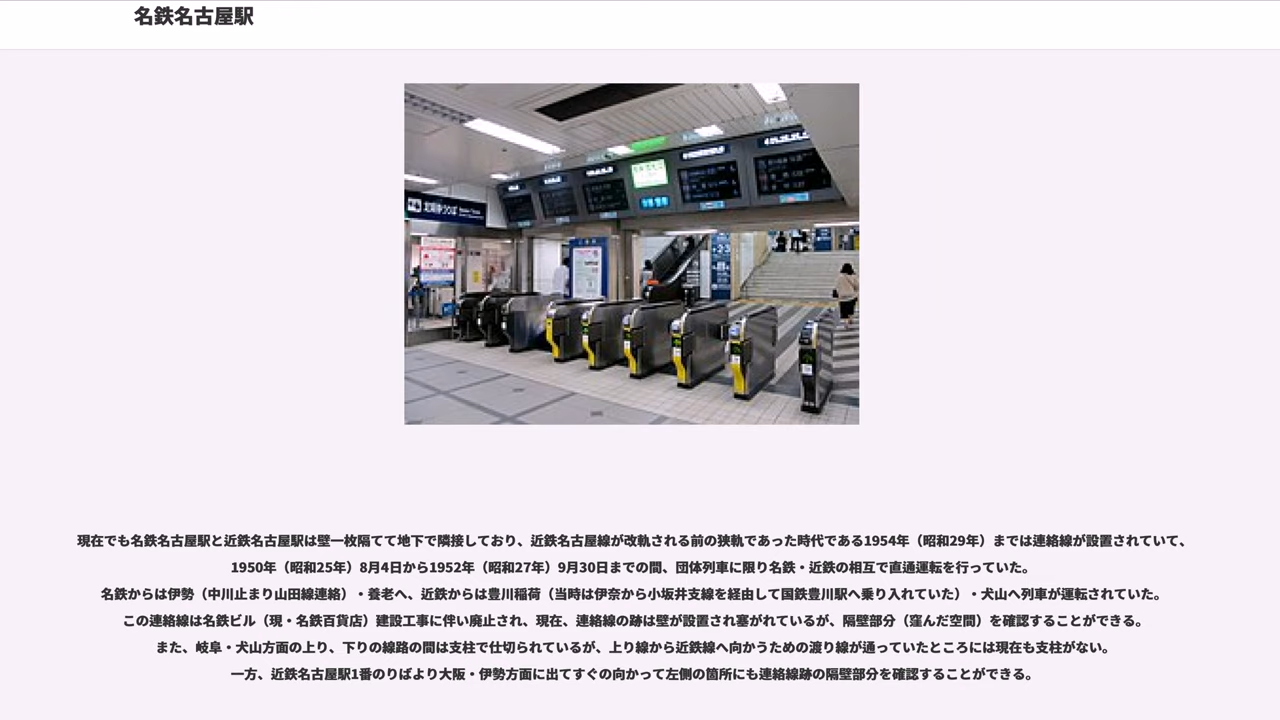 名鉄名古屋駅
現在でも名鉄名古屋駅と近鉄名古屋駅は壁一枚隔てて地下で隣接しており、近鉄名古屋線が改軌される前の狭軌であった時代である1954年（昭和29年）までは連絡線が設置されていて、
1950年（昭和25年）8月4日から1952年（昭和27年）9月30日までの間、団体列車に限り名鉄・近鉄の相互で直通運転を行っていた。
名鉄からは伊勢（中川止まり山田線連絡）・養老へ、近鉄からは豊川稲荷（当時は伊奈から小坂井支線を経由して国鉄豊川駅へ乗り入れていた）・犬山へ列車が運転されていた。
この連絡線は名鉄ビル（現・名鉄百貨店）建設工事に伴い廃止され、現在、連絡線の跡は壁が設置され塞がれているが、隔壁部分（窪んだ空間）を確認することができる。
また、岐阜・犬山方面の上り、下りの線路の間は支柱で仕切られているが、上り線から近鉄線へ向かうための渡り線が通っていたところには現在も支柱がない。
一方、近鉄名古屋駅1番のりばより大阪・伊勢方面に出てすぐの向かって左側の箇所にも連絡線跡の隔壁部分を確認することができる。